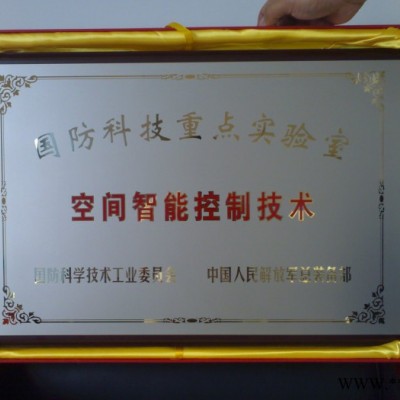 国防科技重点实验室
空间智能控制技术
国防科学技术工业委员会 中国人民解放军总装备部
www.